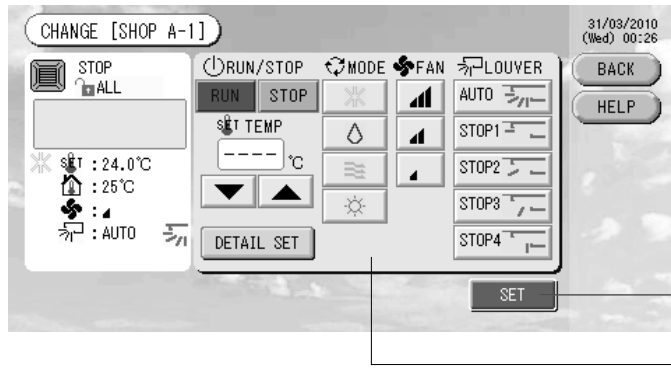 CHANGE [SHOP A-1]
31/03/2010
(Wed) 00:26
STOP
ALL
SET :24.0℃
:25℃
:
:AUTO
RUN/STOP
RUN STOP
SET TEMP
---- ℃
DETAIL SET
MODE
FAN
LOUVER
AUTO
STOP1
STOP2
STOP3
STOP4
SET
BACK
HELP